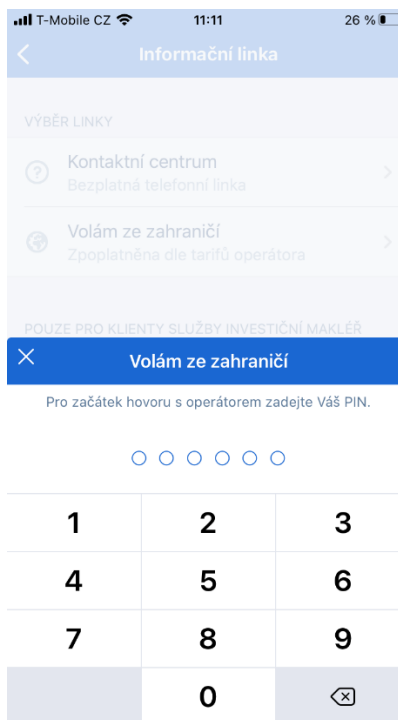 T-Mobile CZ 11:11 26 %
Informační linka
VÝBĚR LINKY
Kontaktní centrum
Bezplatná telefonní linka
Volám ze zahraničí
Zpoplatněna dle tarifů operátora
POUZE PRO KLIENTY SLUŽBY INVESTIČNÍ MAKLÉŘ
Volám ze zahraničí
Pro začátek hovoru s operátorem zadejte Váš PIN.
1 2 3
4 5 6
7 8 9
0